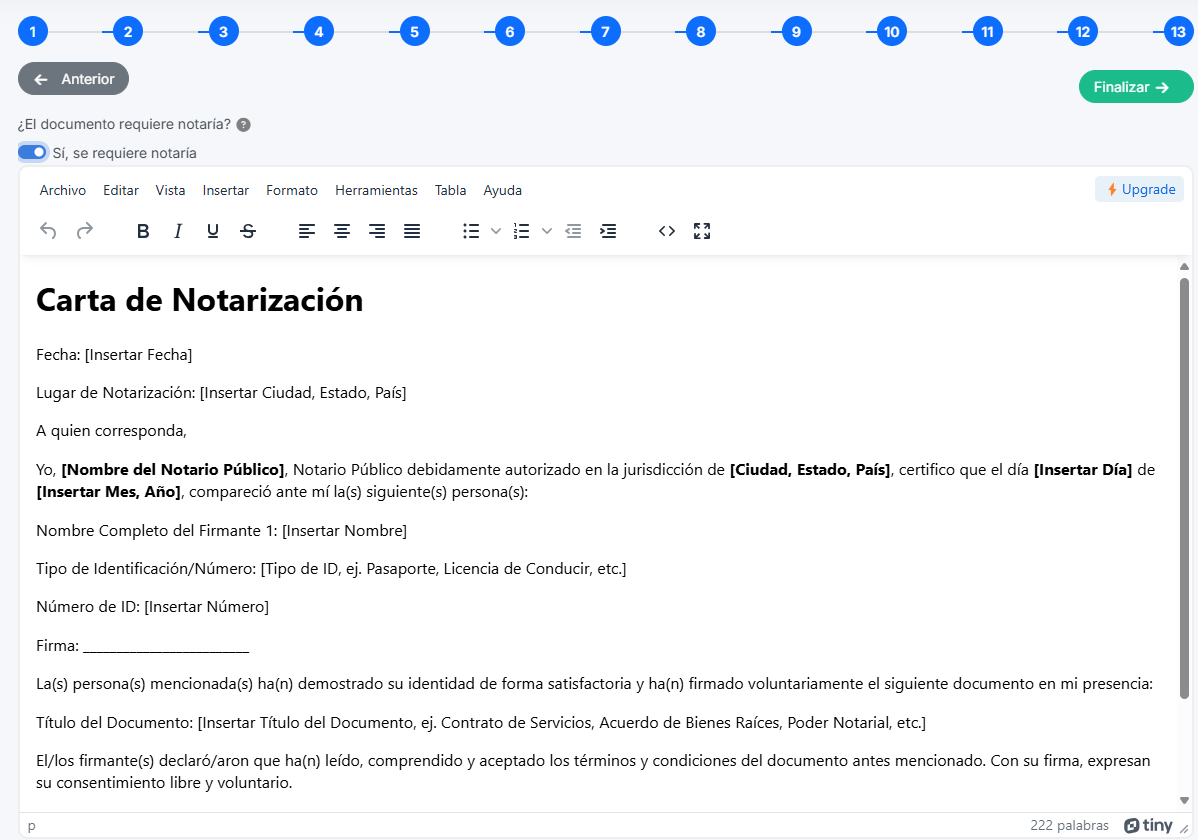 1 2 3 4 5 6 7 8 9 10 11 12 13
← Anterior
Finalizar →
¿El documento requiere notaría? ?
Sí, se requiere notaría
Archivo Editar Vista Insertar Formato Herramientas Tabla Ayuda
Upgrade
B I U S
Carta de Notarización
Fecha: [Insertar Fecha]
Lugar de Notarización: [Insertar Ciudad, Estado, País]
A quien corresponda,
Yo, [Nombre del Notario Público], Notario Público debidamente autorizado en la jurisdicción de [Ciudad, Estado, País], certifico que el día [Insertar Día] de
[Insertar Mes, Año], compareció ante mí la(s) siguiente(s) persona(s):
Nombre Completo del Firmante 1: [Insertar Nombre]
Tipo de Identificación/Número: [Tipo de ID, ej. Pasaporte, Licencia de Conducir, etc.]
Número de ID: [Insertar Número]
Firma: _________________________
La(s) persona(s) mencionada(s) ha(n) demostrado su identidad de forma satisfactoria y ha(n) firmado voluntariamente el siguiente documento en mi presencia:
Título del Documento: [Insertar Título del Documento, ej. Contrato de Servicios, Acuerdo de Bienes Raíces, Poder Notarial, etc.]
El/los firmante(s) declaró/aron que ha(n) leído, comprendido y aceptado los términos y condiciones del documento antes mencionado. Con su firma, expresan
su consentimiento libre y voluntario.
p
222 palabras tiny